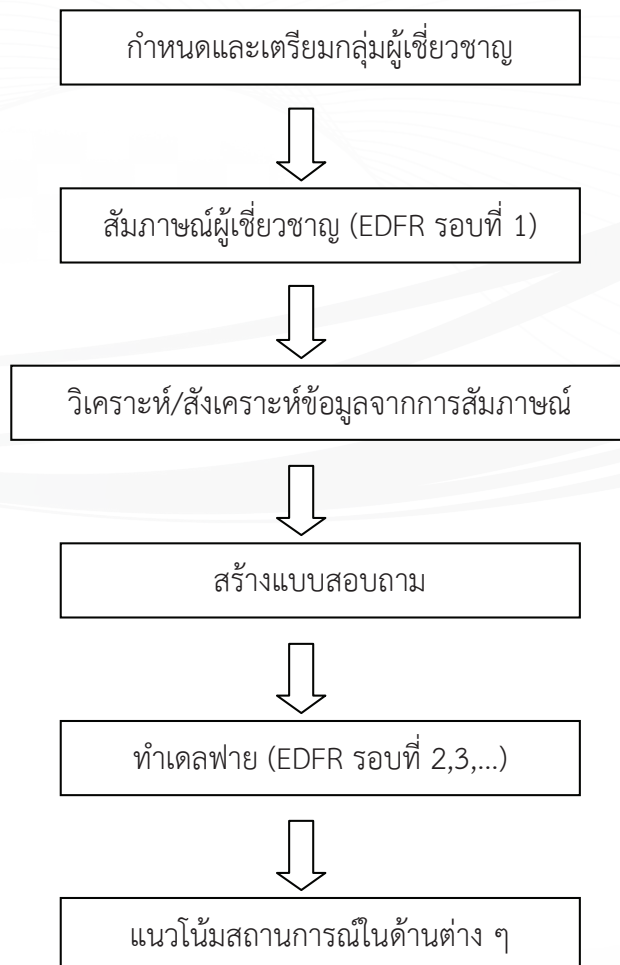 กำหนดและเตรียมกลุ่มผู้เชี่ยวชาญ
สัมภาษณ์ผู้เชี่ยวชาญ (EDFR รอบที่ 1)
วิเคราะห์/สังเคราะห์ข้อมูลจากการสัมภาษณ์
สร้างแบบสอบถาม
ทำเดลฟาย (EDFR รอบที่ 2,3,...)
แนวโน้มสถานการณ์ในด้านต่าง ๆ